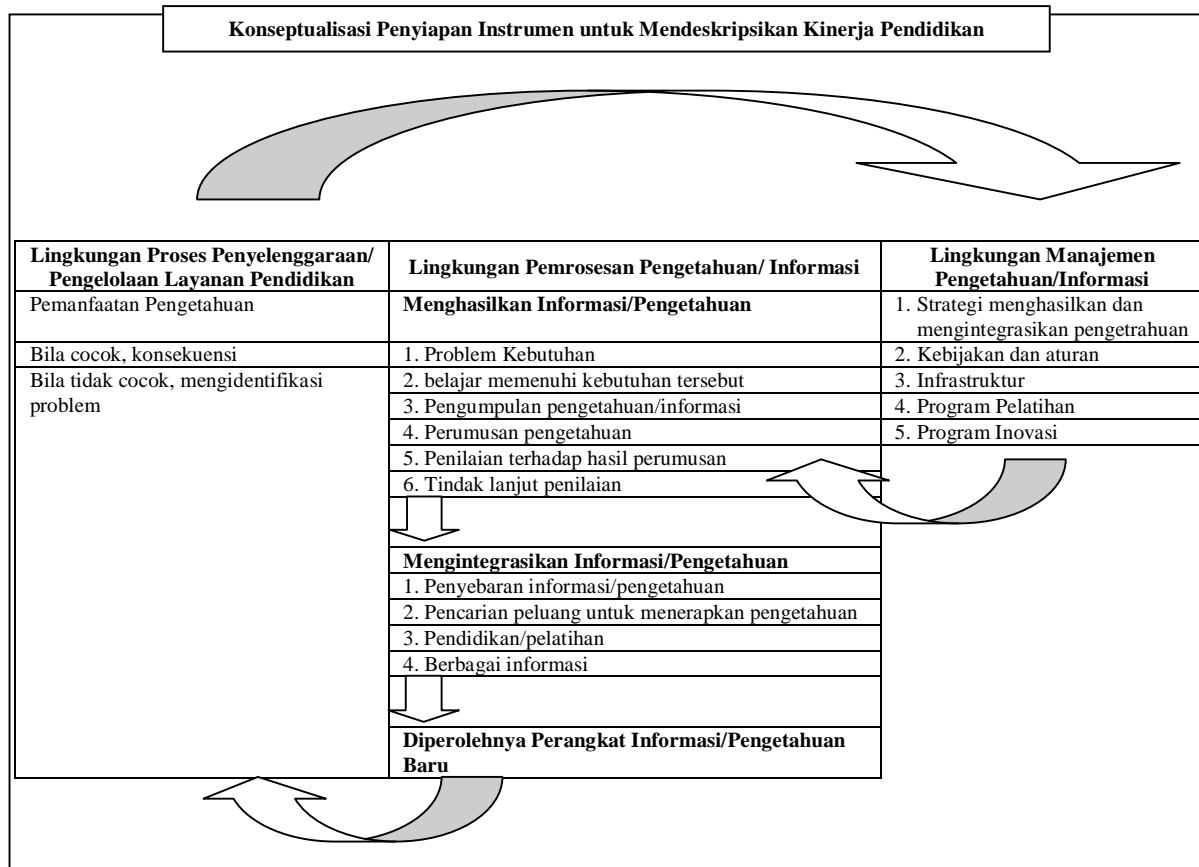 Konseptualisasi Penyiapan Instrumen untuk Mendeskripsikan Kinerja Pendidikan
Lingkungan Proses Penyelenggaraan/
Pengelolaan Layanan Pendidikan
Lingkungan Pemrosesan Pengetahuan/ Informasi
Lingkungan Manajemen
Pengetahuan/Informasi
Pemanfaatan Pengetahuan
Menghasilkan Informasi/Pengetahuan
1. Strategi menghasilkan dan
mengintegrasikan pengetrahuan
Bila cocok, konsekuensi
1. Problem Kebutuhan
2. Kebijakan dan aturan
Bila tidak cocok, mengidentifikasi
problem
2. belajar memenuhi kebutuhan tersebut
3. Infrastruktur
3. Pengumpulan pengetahuan/informasi
4. Program Pelatihan
4. Perumusan pengetahuan
5. Program Inovasi
5. Penilaian terhadap hasil perumusan
6. Tindak lanjut penilaian
Mengintegrasikan Informasi/Pengetahuan
1. Penyebaran informasi/pengetahuan
2. Pencarian peluang untuk menerapkan pengetahuan
3. Pendidikan/pelatihan
4. Berbagai informasi
Diperolehnya Perangkat Informasi/Pengetahuan
Baru